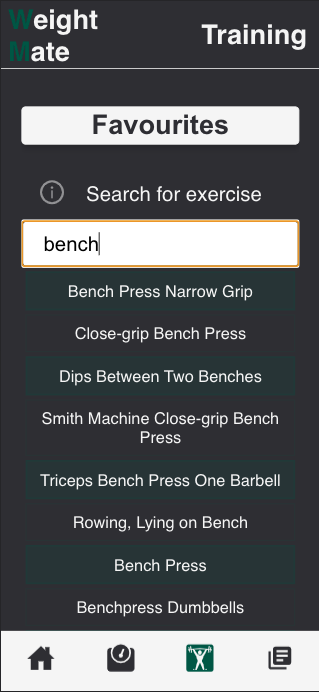 Weight
Mate
Training
Favourites
Search for exercise
bench
Bench Press Narrow Grip
Close-grip Bench Press
Dips Between Two Benches
Smith Machine Close-grip Bench
Press
Triceps Bench Press One Barbell
Rowing, Lying on Bench
Bench Press
Benchpress Dumbbells